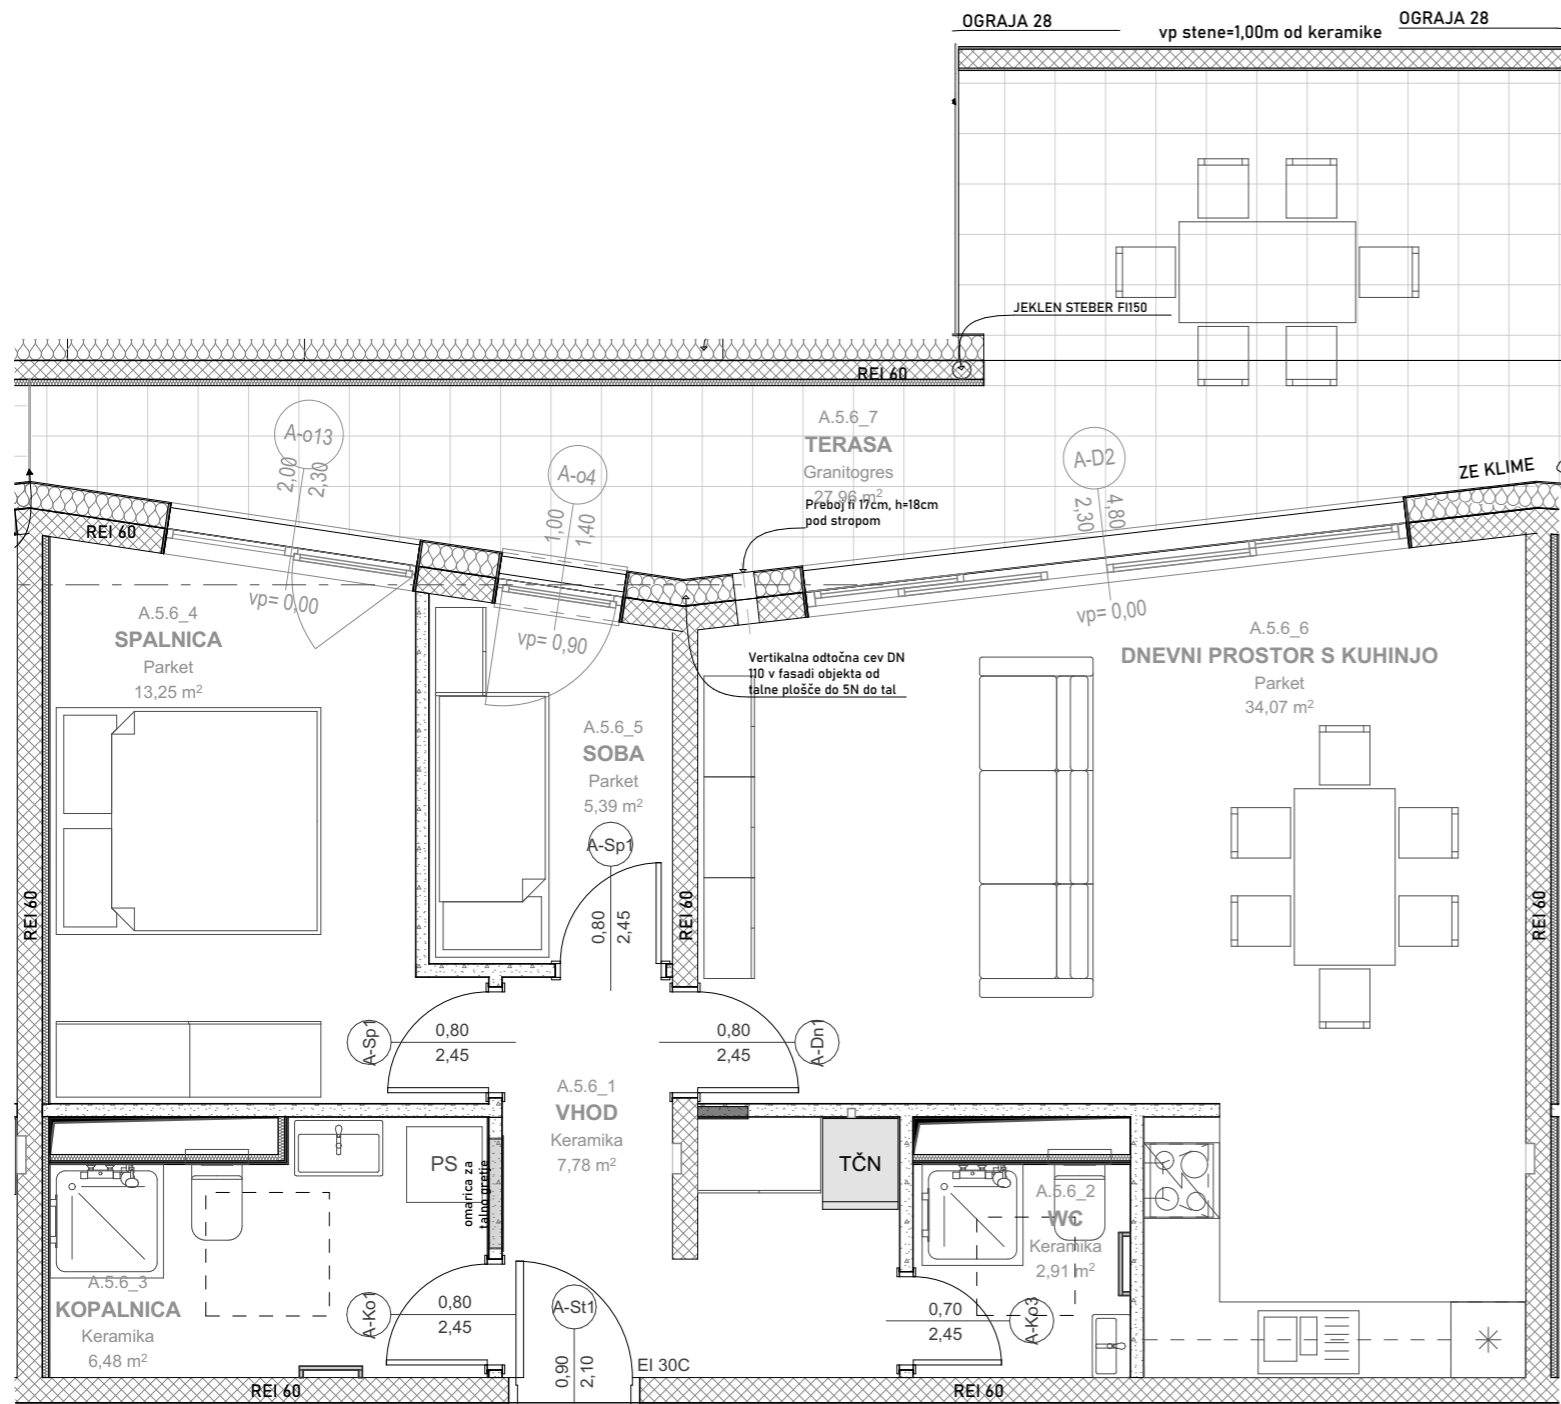 OGRAJA 28
vp stene=1,00m od keramike
OGRAJA 28
JEKLEN STEBER FI150
REI 60
A.5.6_7
TERASA
Granitogres
27,96 m²
Preboj fi 17cm, h=18cm
pod stropom
A-o13
2,00
2,30
vp= 0,00
A-o4
1,00
1,40
vp= 0,90
A-D2
2,30
4,80
vp= 0,00
ZE KLIME
REI 60
A.5.6_4
SPALNICA
Parket
13,25 m²
Vertikalna odtočna cev DN
110 v fasadi objekta od
talne plošče do 5N do tal
A.5.6_6
DNEVNI PROSTOR S KUHINJO
Parket
34,07 m²
A.5.6_5
SOBA
Parket
5,39 m²
A-Sp1
0,80
2,45
REI 60
REI 60
REI 60
A-Sp1
0,80
2,45
0,80
2,45
A-Dn1
A.5.6_1
VHOD
Keramika
7,78 m²
PS
omarica za
talno gretje
TČN
A.5.6_2
WC
Keramika
2,91 m²
A.5.6_3
KOPALNICA
Keramika
6,48 m²
A-Ko1
0,80
2,45
A-St1
0,90
2,10
EI 30C
0,70
2,45
A-Ko3
REI 60
REI 60